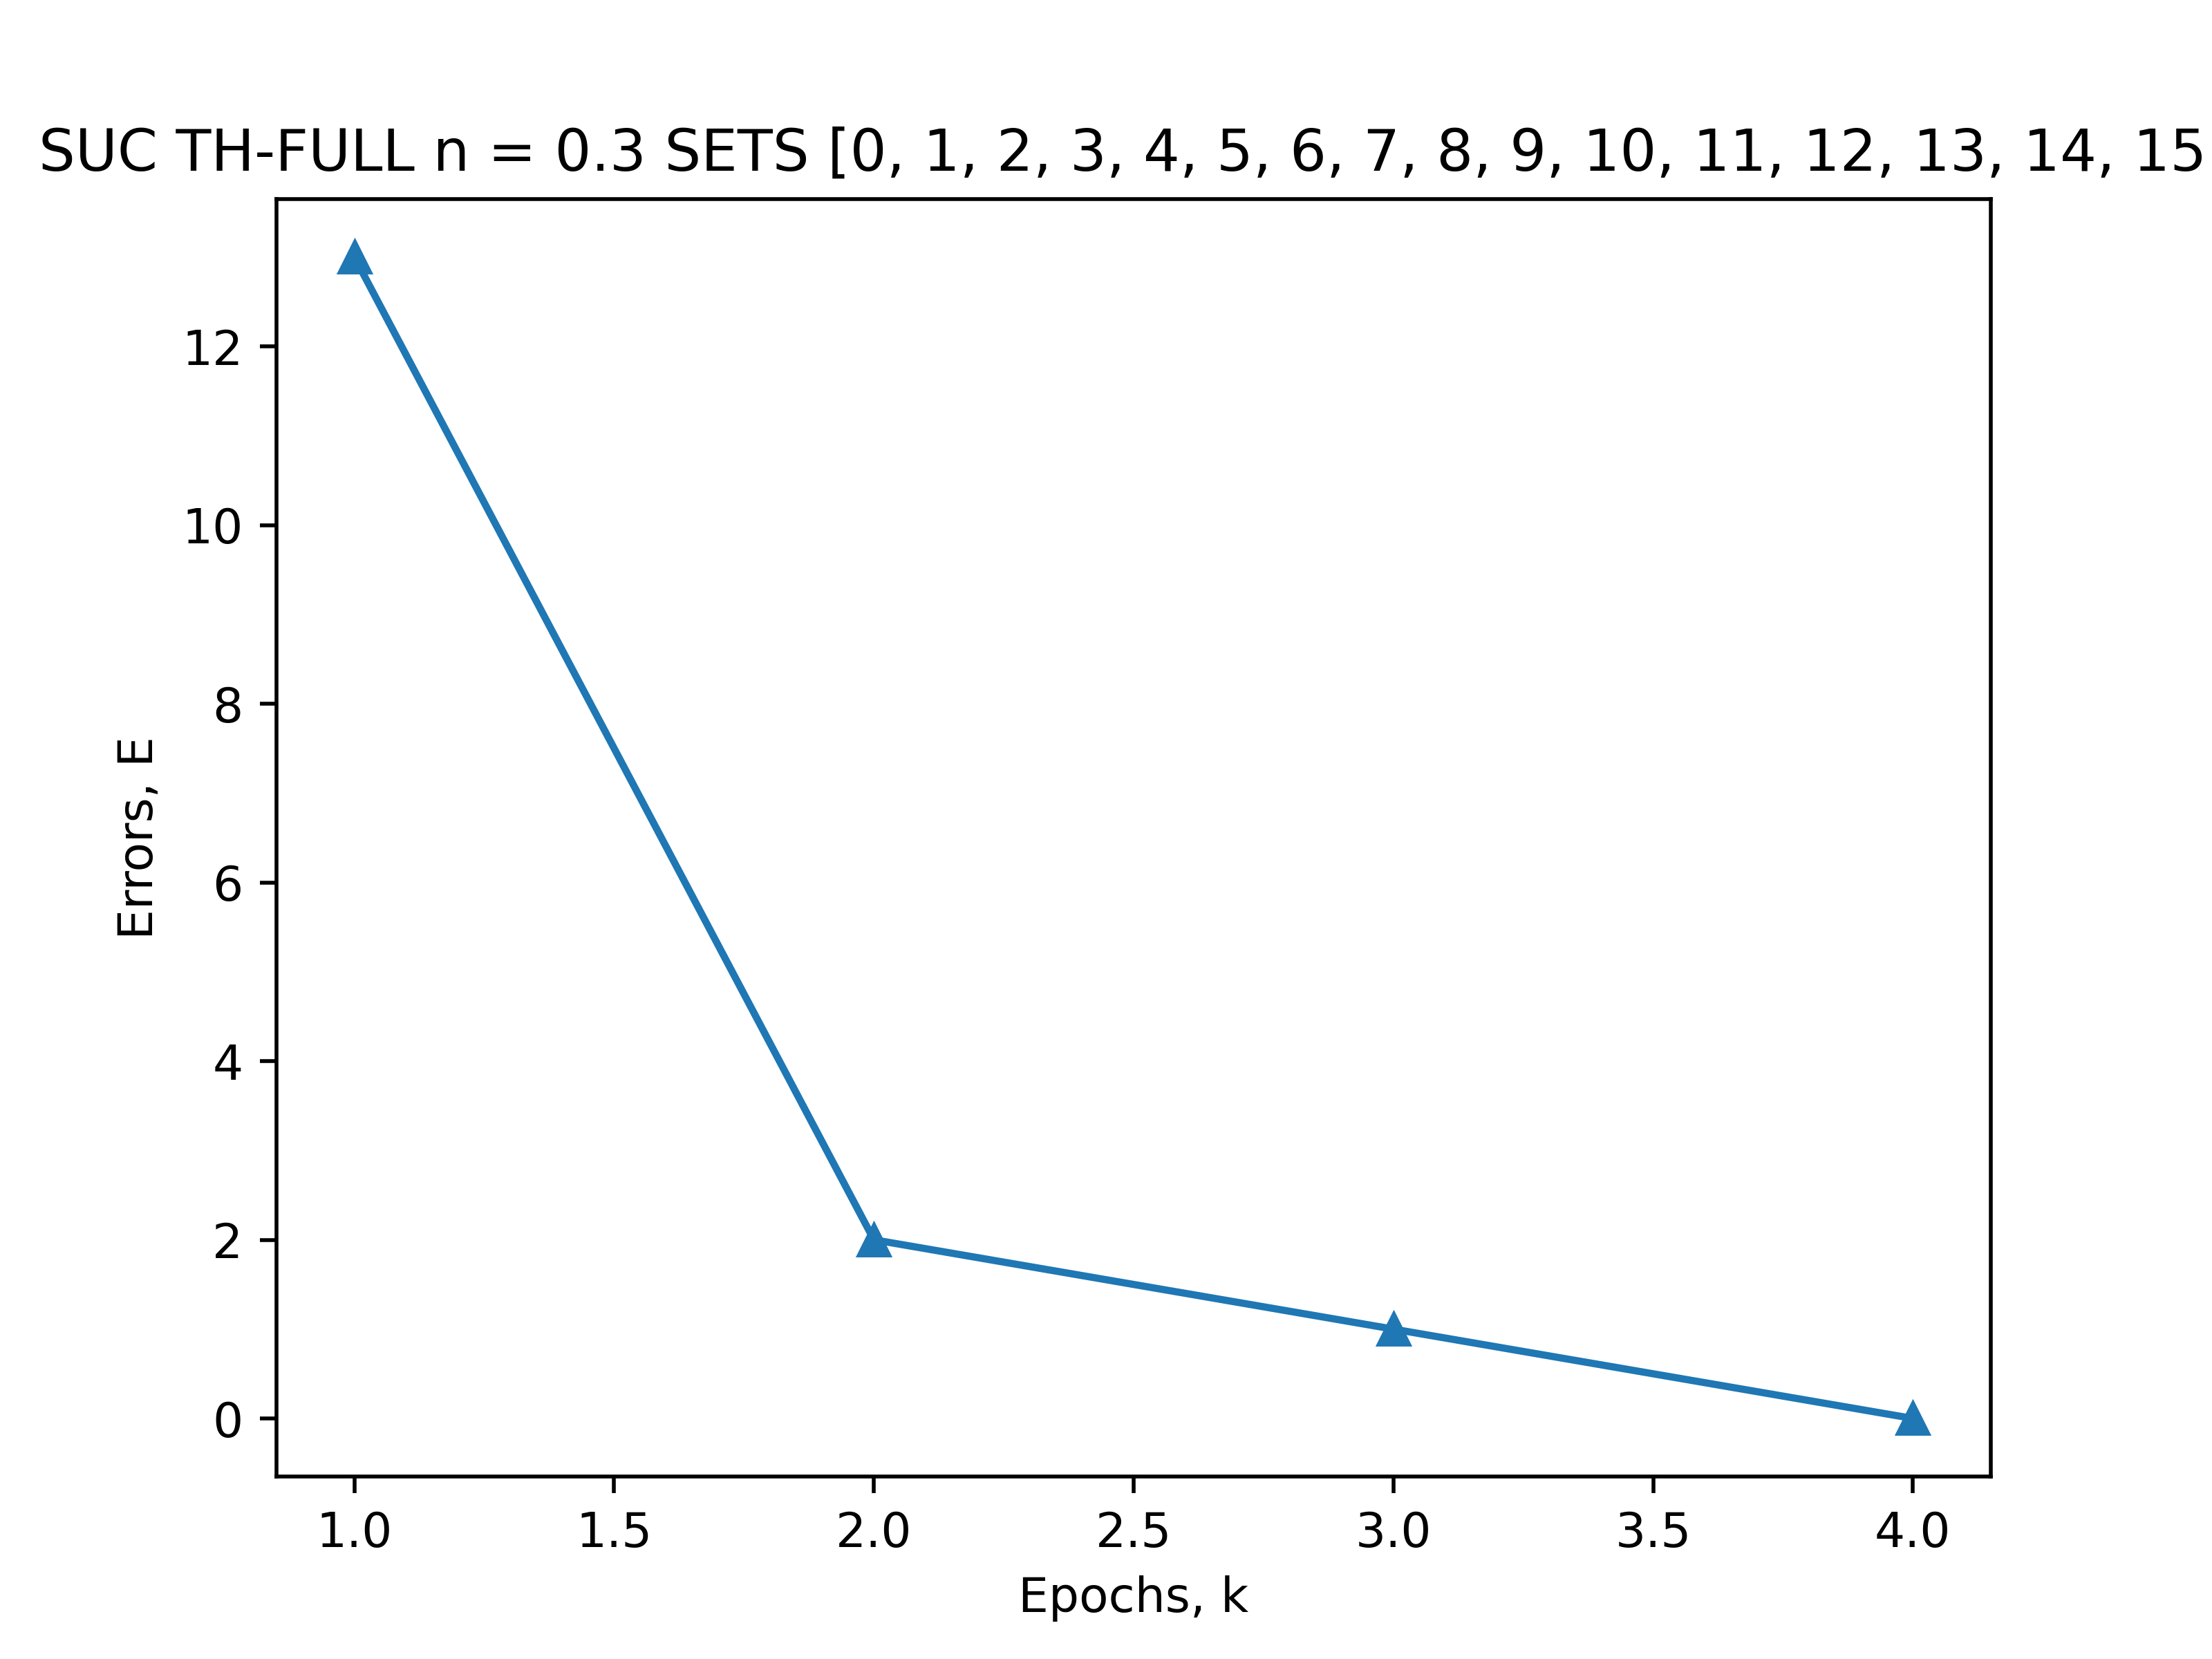 SUC TH-FULL n = 0.3 SETS [0, 1, 2, 3, 4, 5, 6, 7, 8, 9, 10, 11, 12, 13, 14, 15
12
10
8
6
4
2
0
Errors, E
1.0 1.5 2.0 2.5 3.0 3.5 4.0
Epochs, k